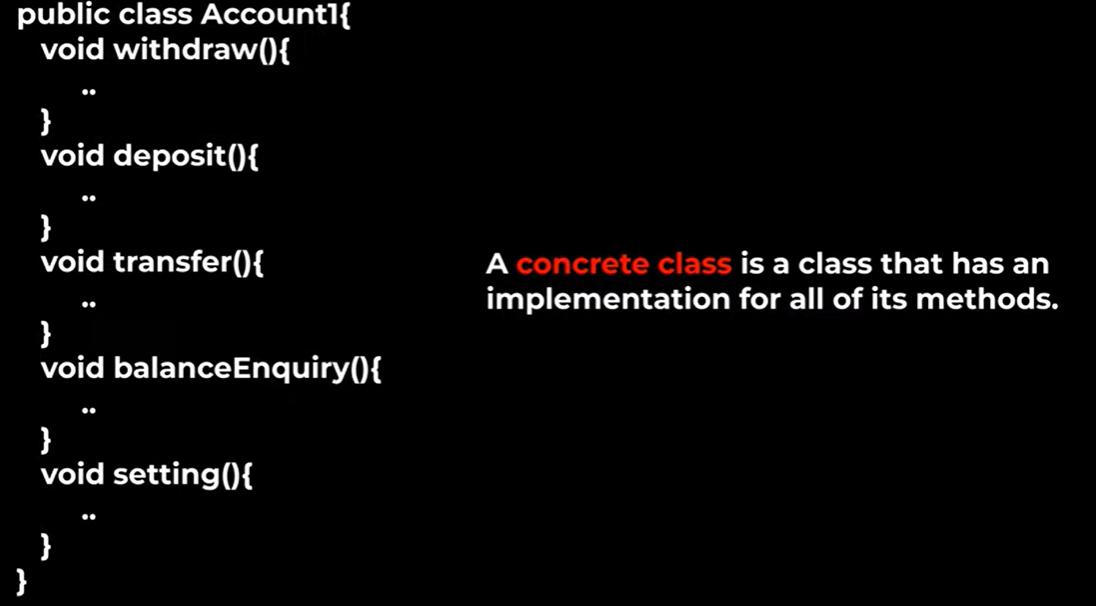 public class Account1{
void withdraw(){
..
}
void deposit(){
..
}
void transfer(){
..
}
void balanceEnquiry(){
..
}
void setting(){
..
}
}
A concrete class is a class that has an
implementation for all of its methods.